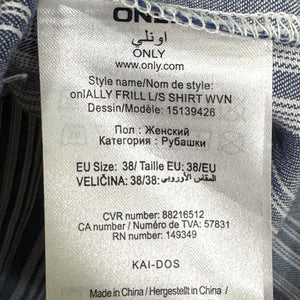 ONLY
اونلي
ONLY
www.only.com
Style name/Nom de style:
onlALLY FRILL L/S SHIRT WVN
Dessin/Modèle: 15139426
Пол : Женский
Категория : Рубашки
EU Size: 38/ Taille EU: 38/EU
VELIČINA: 38/38: المقاس الأوروبي
CVR number: 88216512
CA number / Numéro de TVA: 57831
RN number: 149349
KAI-DOS
Made in China / Hergestellt in China /